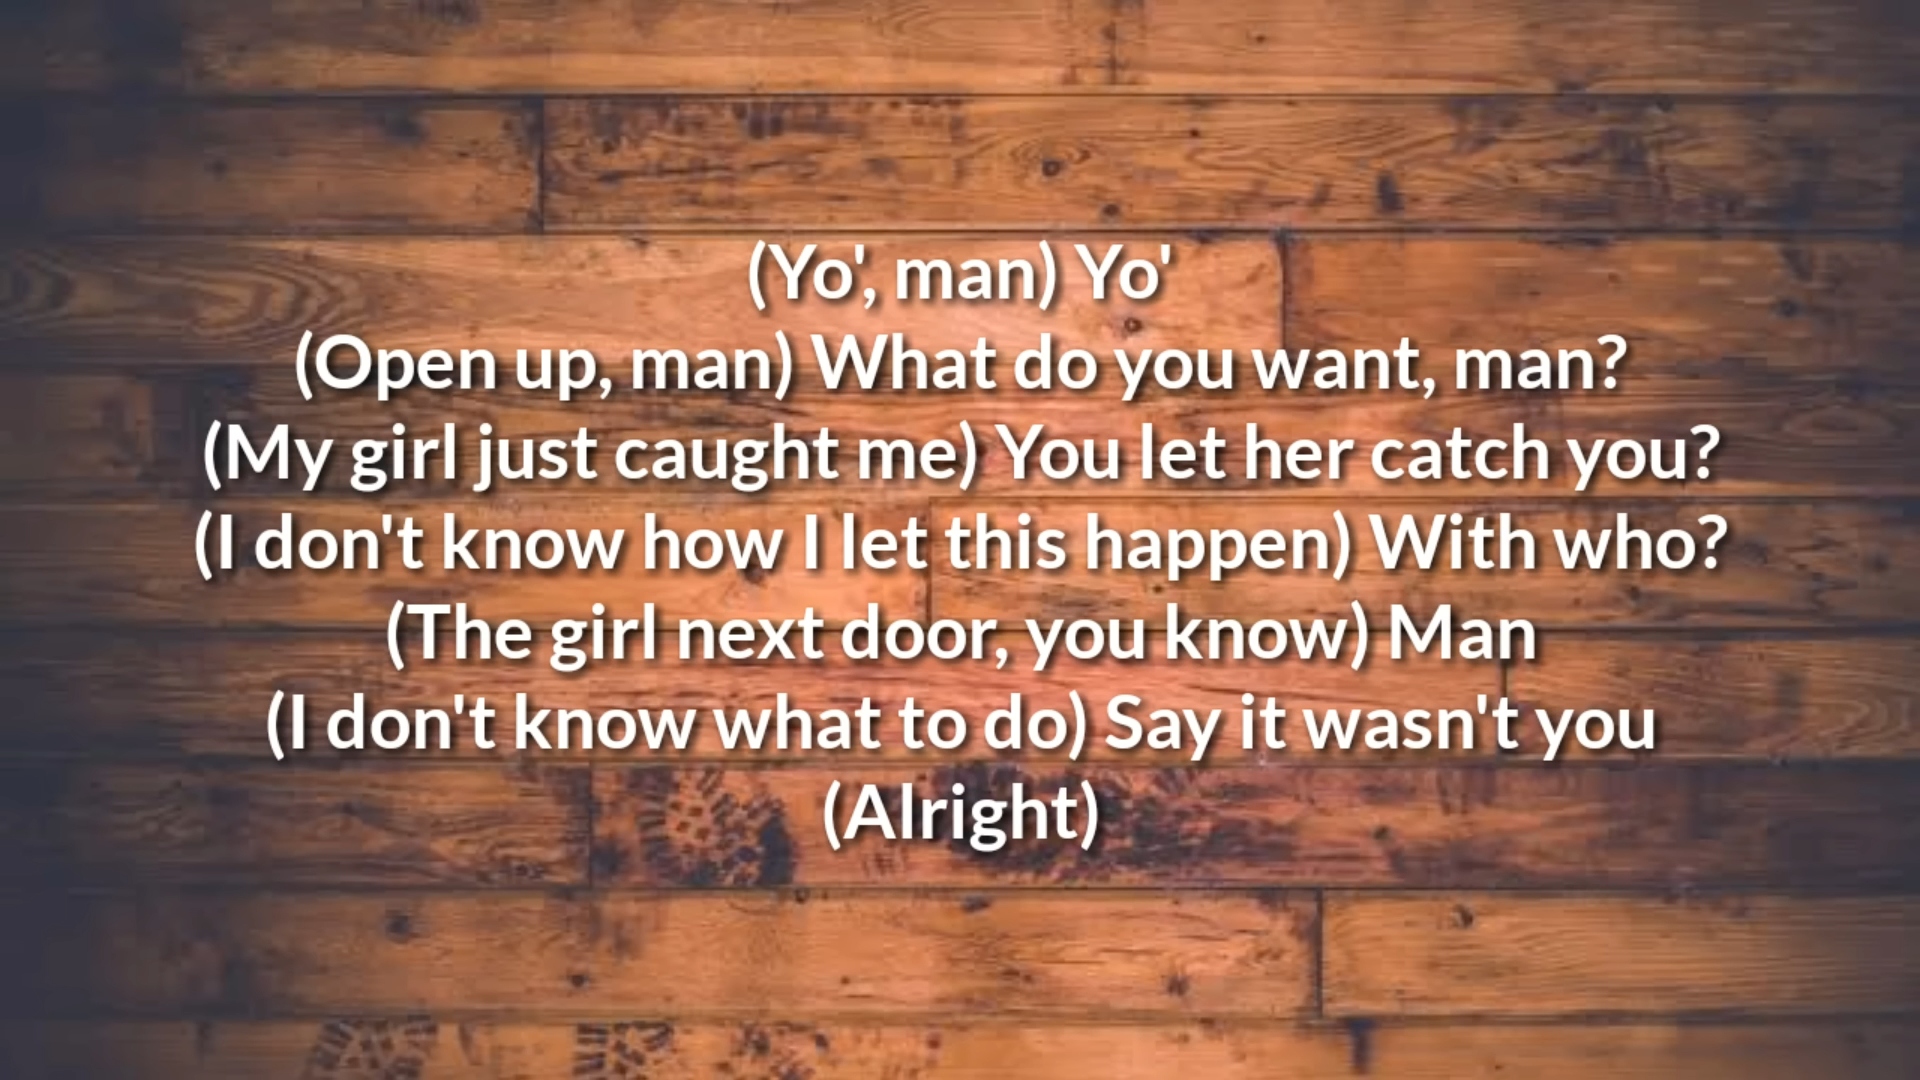 (Yo', man) Yo'
(Open up, man) What do you want, man?
(My girl just caught me) You let her catch you?
(I don't know how I let this happen) With who?
(The girl next door, you know) Man
(I don't know what to do) Say it wasn't you
(Alright)